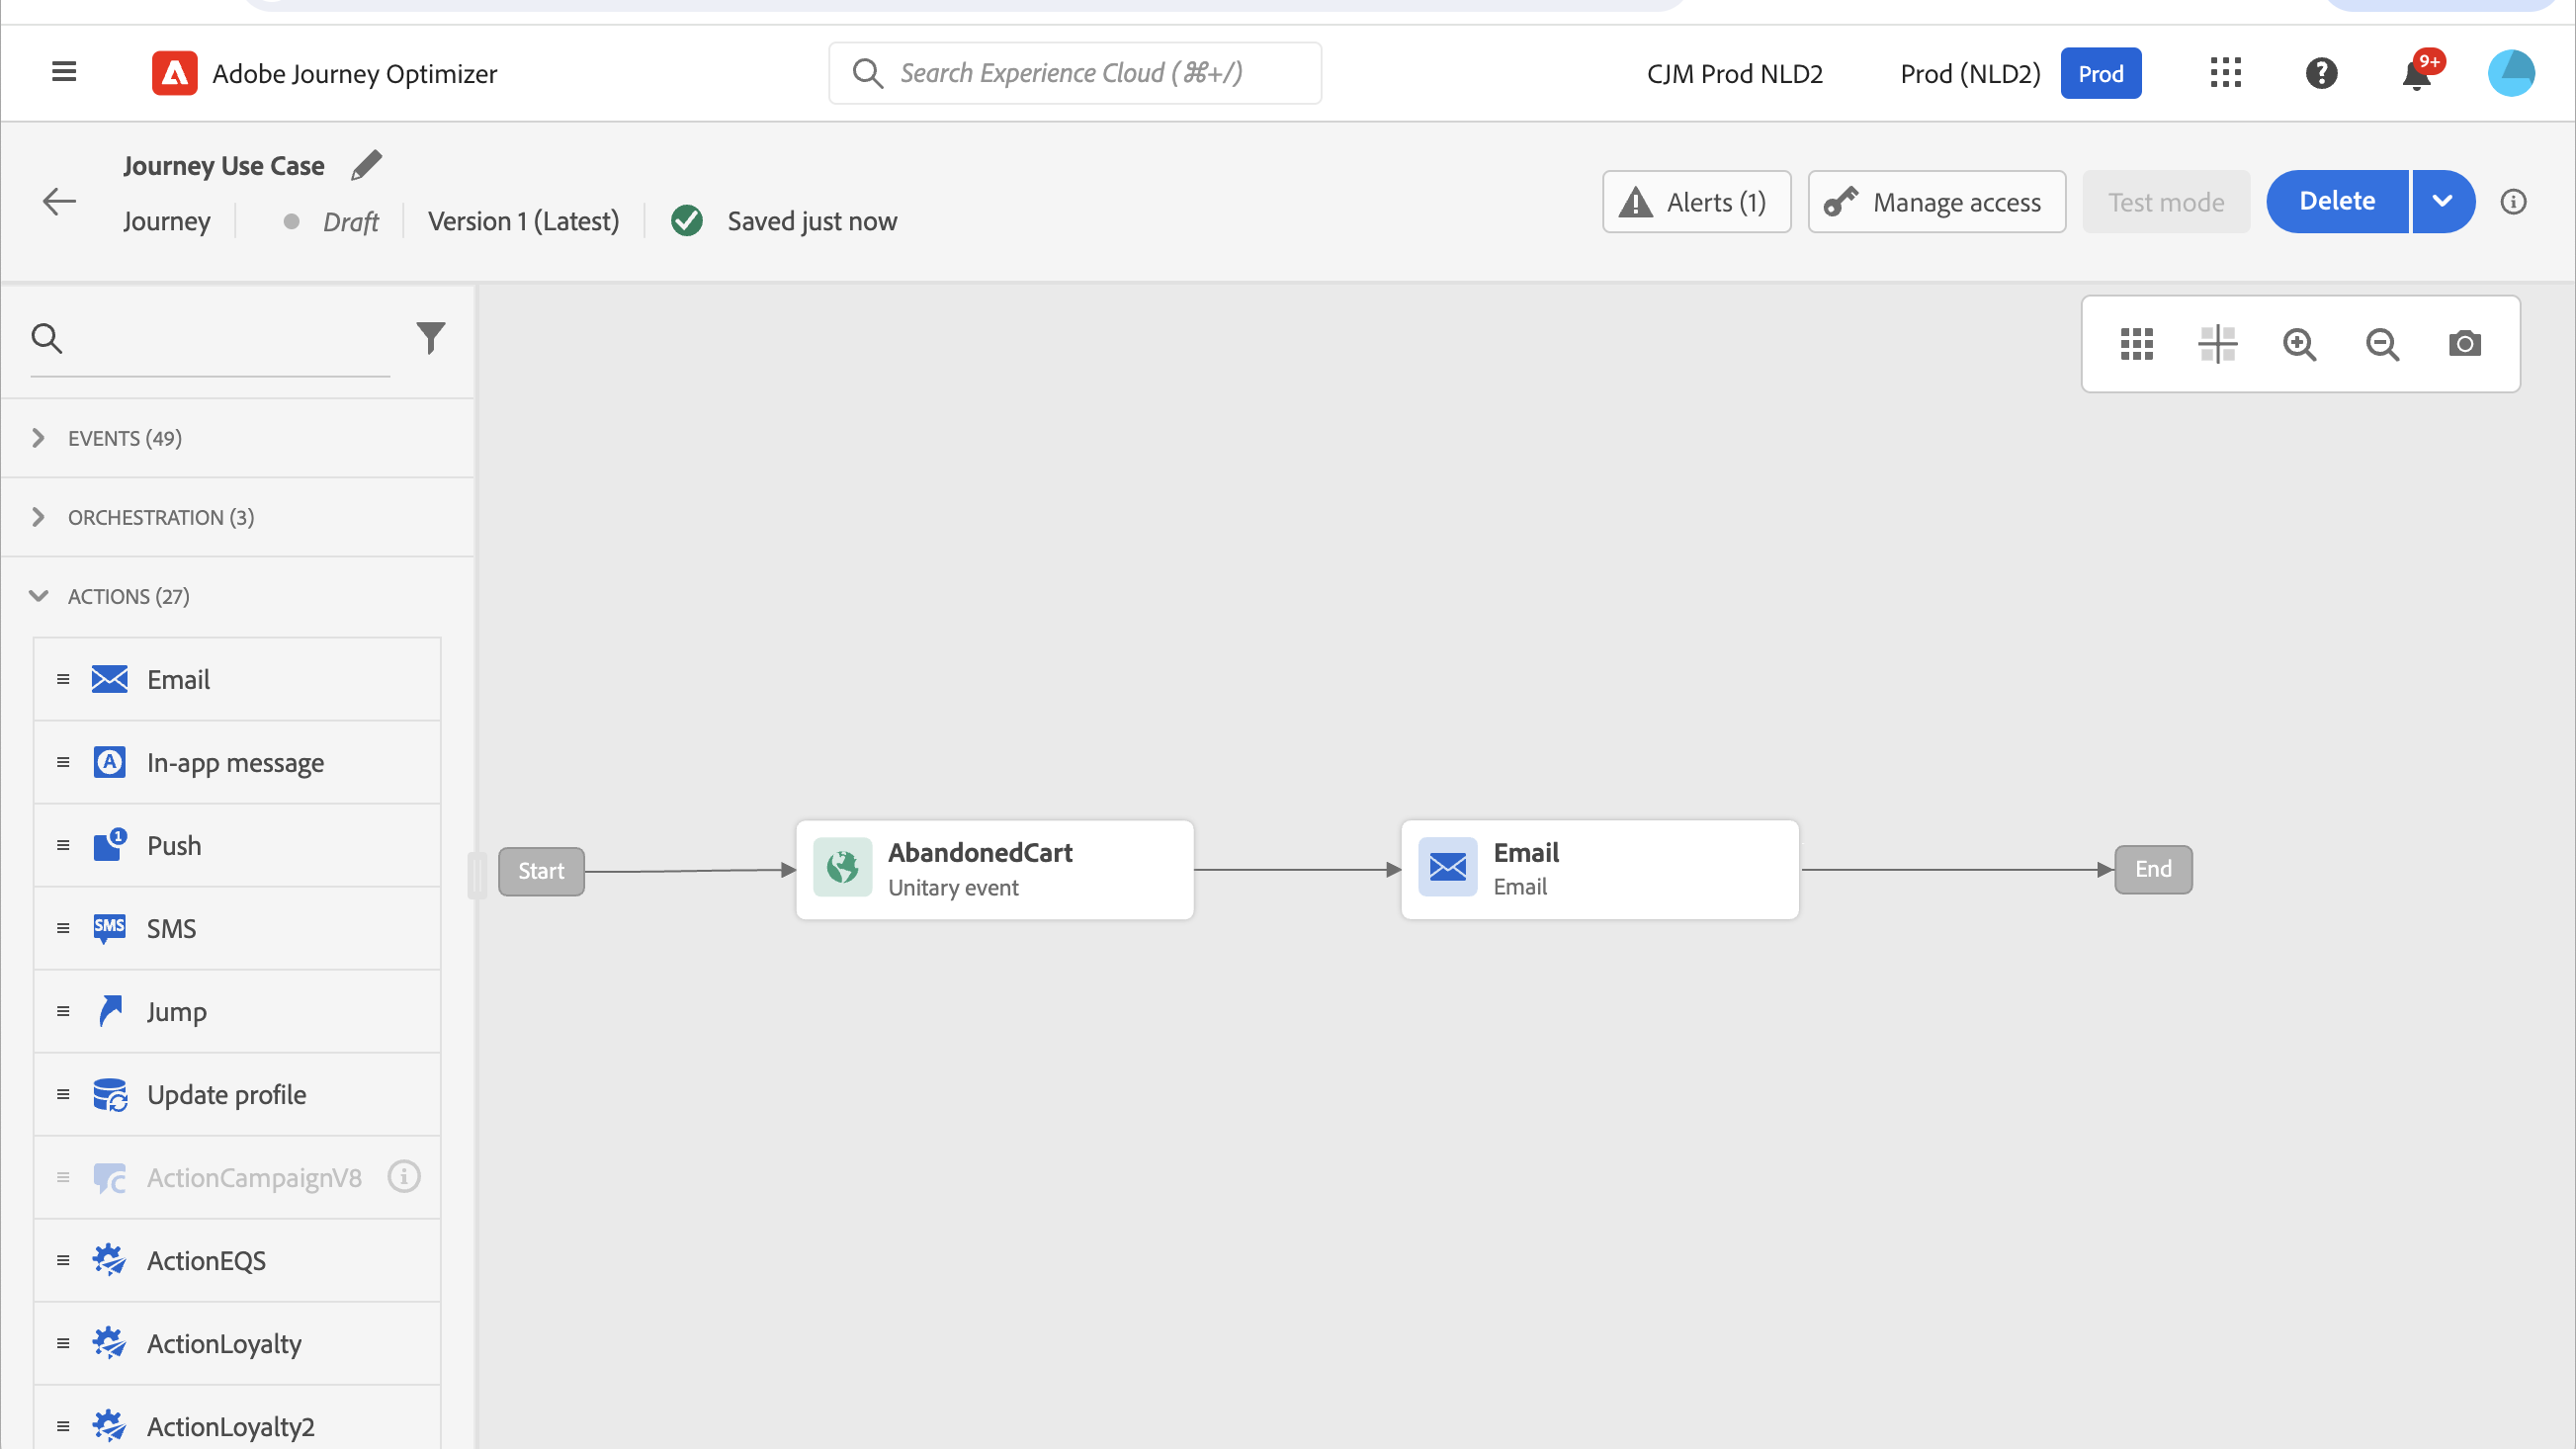 Adobe Journey Optimizer
Search Experience Cloud (⌘+/)
CJM Prod NLD2
Prod (NLD2)
Prod
9+
Journey Use Case
Journey
Draft
Version 1 (Latest)
Saved just now
Alerts (1)
Manage access
Test mode
Delete
EVENTS (49)
ORCHESTRATION (3)
ACTIONS (27)
Email
In-app message
1
Push
SMS
SMS
Jump
Update profile
ActionCampaignV8
ActionEQS
ActionLoyalty
ActionLoyalty2
Start
AbandonedCart
Unitary event
Email
Email
End